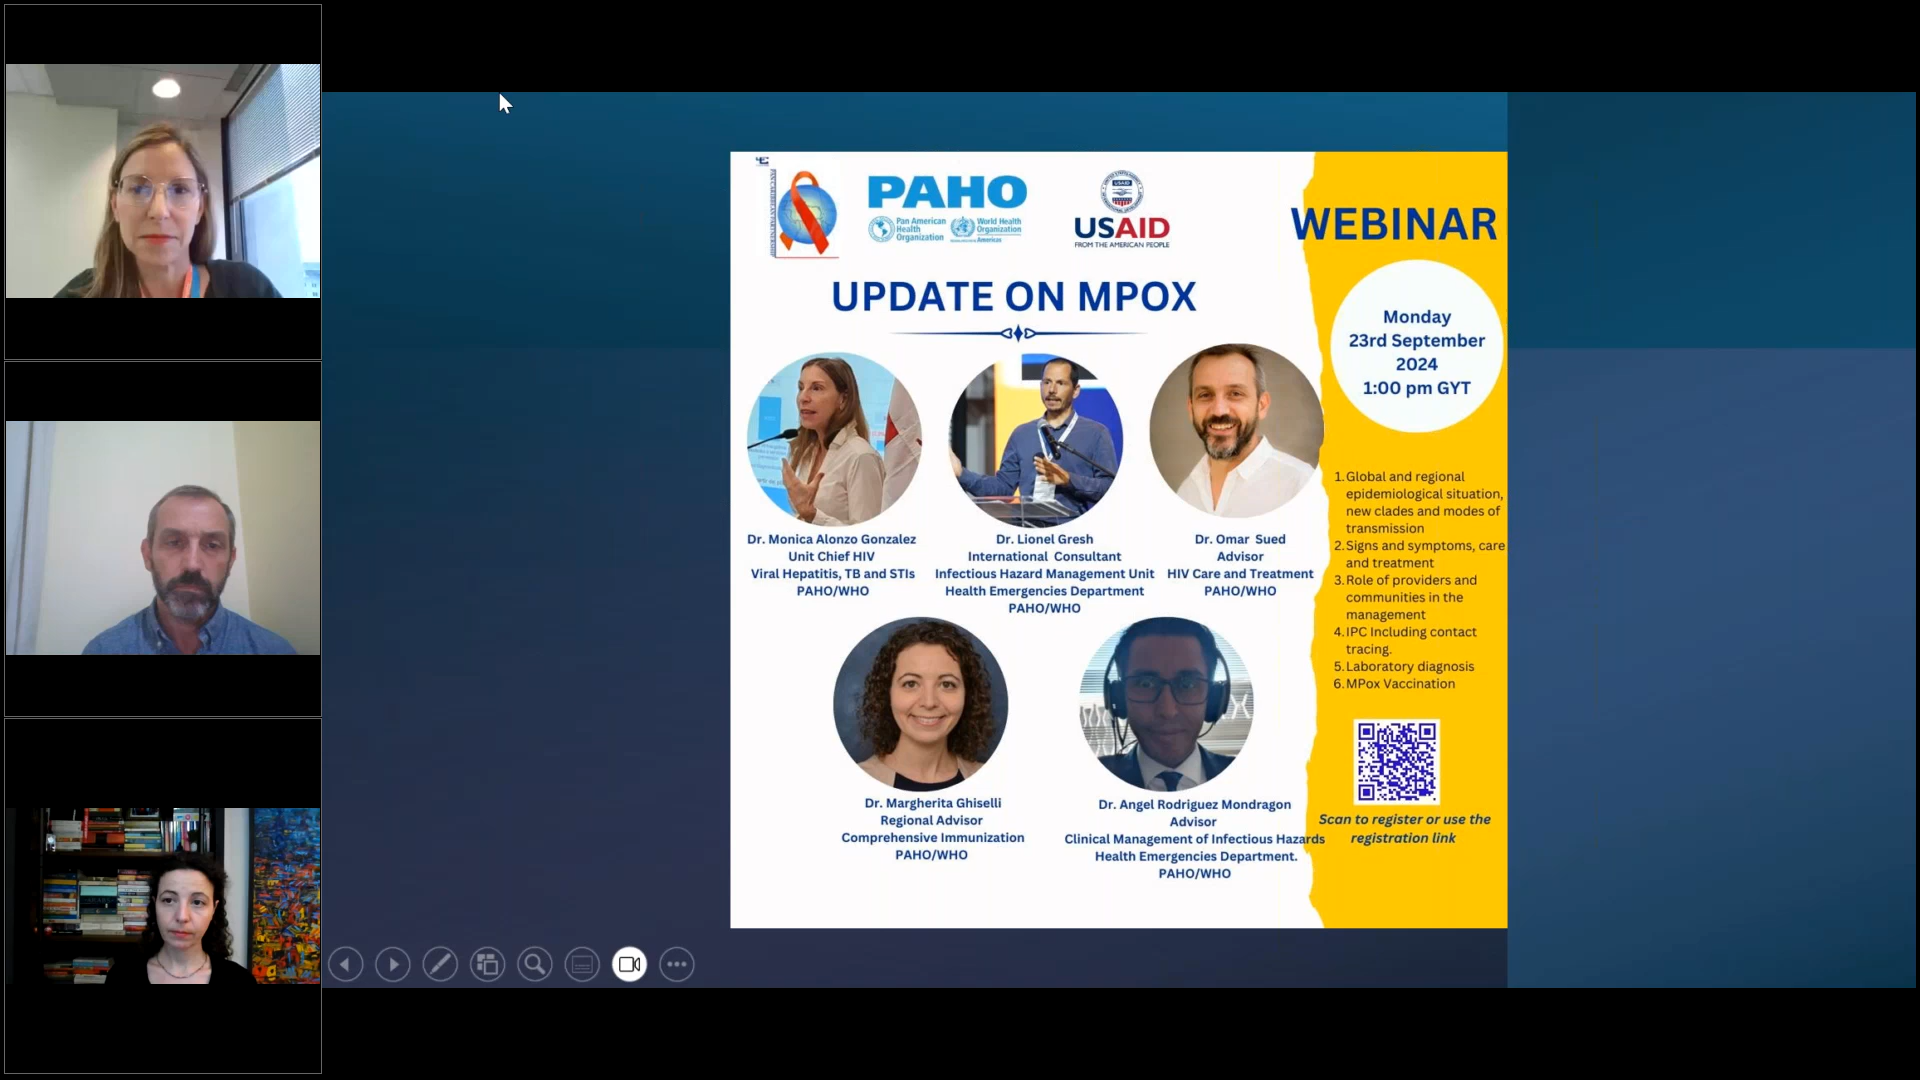 PANCARIBBEAN PARTNERSHIP
PAHO
Pan American
Health
Organization
World Health
Organization
Americas
USAID
USAID
FROM THE AMERICAN PEOPLE
WEBINAR
UPDATE ON MPOX
Monday
23rd September
2024
1:00 pm GYT
Dr. Monica Alonzo Gonzalez
Unit Chief HIV
Viral Hepatitis, TB and STIs
PAHO/WHO
Dr. Lionel Gresh
International Consultant
Infectious Hazard Management Unit
Health Emergencies Department
PAHO/WHO
Dr. Omar Sued
Advisor
HIV Care and Treatment
PAHO/WHO
Dr. Margherita Ghiselli
Regional Advisor
Comprehensive Immunization
PAHO/WHO
Dr. Angel Rodriguez Mondragon
Advisor
Clinical Management of Infectious Hazards
Health Emergencies Department.
PAHO/WHO
1. Global and regional
epidemiological situation,
new clades and modes of
transmission
2. Signs and symptoms, care
and treatment
3. Role of providers and
communities in the
management
4. IPC Including contact
tracing.
5. Laboratory diagnosis
6. MPox Vaccination
Scan to register or use the
registration link